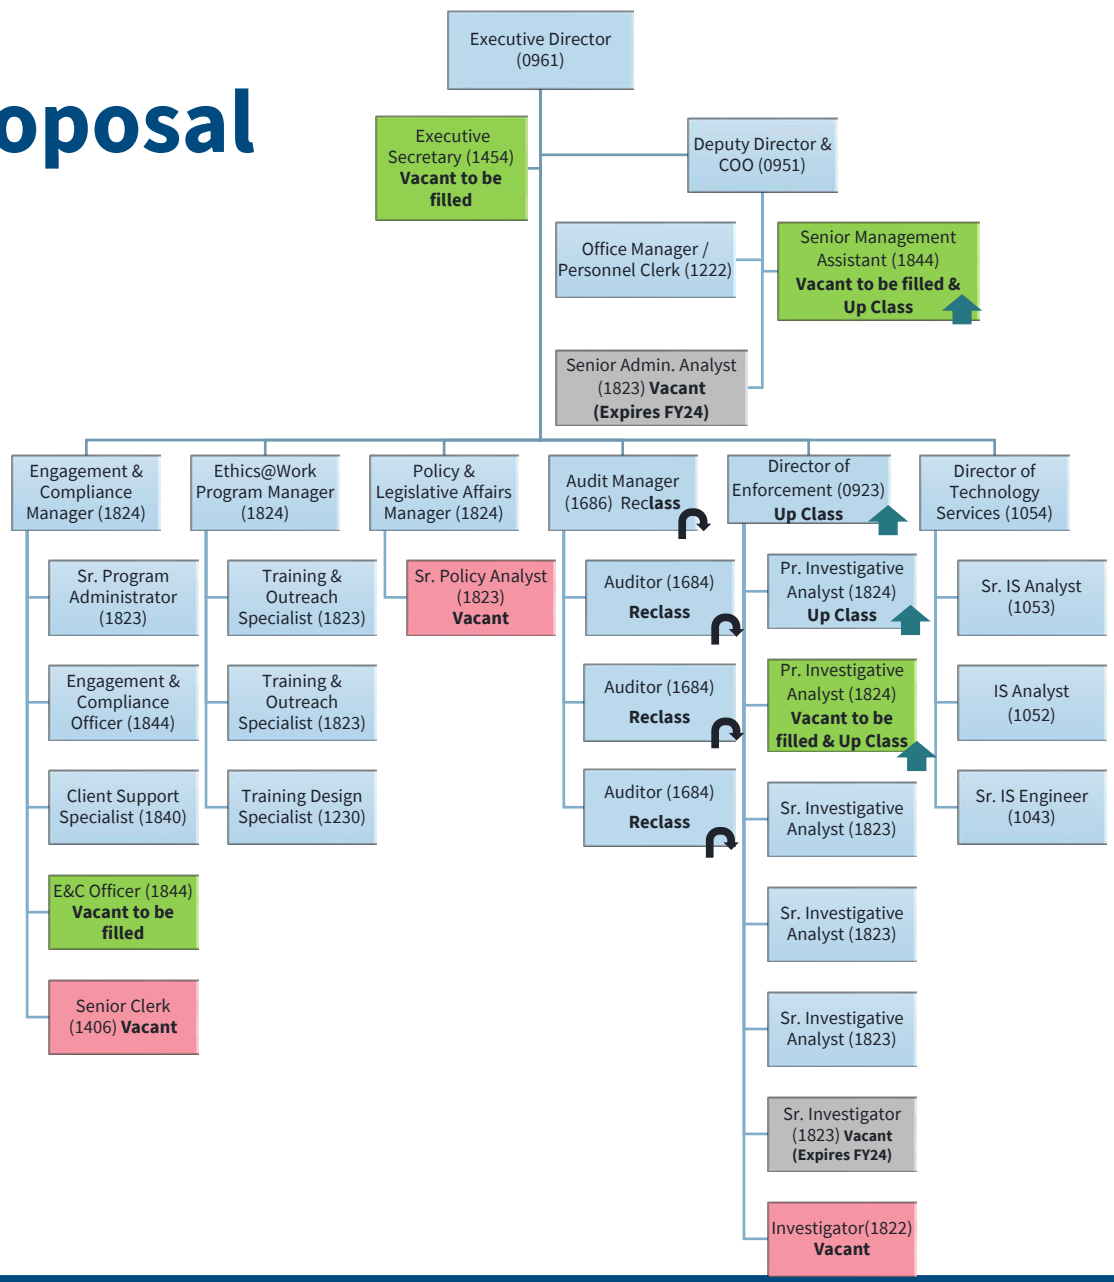 oposal
Executive Director
(0961)
Executive
Secretary (1454)
Vacant to be
filled
Deputy Director &
COO (0951)
Office Manager /
Personnel Clerk (1222)
Senior Management
Assistant (1844)
Vacant to be filled &
Up Class
Senior Admin. Analyst
(1823) Vacant
(Expires FY24)
Engagement &
Compliance
Manager (1824)
Sr. Program
Administrator
(1823)
Engagement &
Compliance
Officer (1844)
Client Support
Specialist (1840)
E&C Officer (1844)
Vacant to be
filled
Senior Clerk
(1406) Vacant
Ethics@Work
Program Manager
(1824)
Training &
Outreach
Specialist (1823)
Training &
Outreach
Specialist (1823)
Training Design
Specialist (1230)
Policy &
Legislative Affairs
Manager (1824)
Sr. Policy Analyst
(1823)
Vacant
Audit Manager
(1686) Reclass
Auditor (1684)
Reclass
Auditor (1684)
Reclass
Auditor (1684)
Reclass
Director of
Enforcement (0923)
Up Class
Pr. Investigative
Analyst (1824)
Up Class
Pr. Investigative
Analyst (1824)
Vacant to be
filled & Up Class
Sr. Investigative
Analyst (1823)
Sr. Investigative
Analyst (1823)
Sr. Investigative
Analyst (1823)
Sr. Investigator
(1823) Vacant
(Expires FY24)
Investigator(1822)
Vacant
Director of
Technology
Services (1054)
Sr. IS Analyst
(1053)
IS Analyst
(1052)
Sr. IS Engineer
(1043)